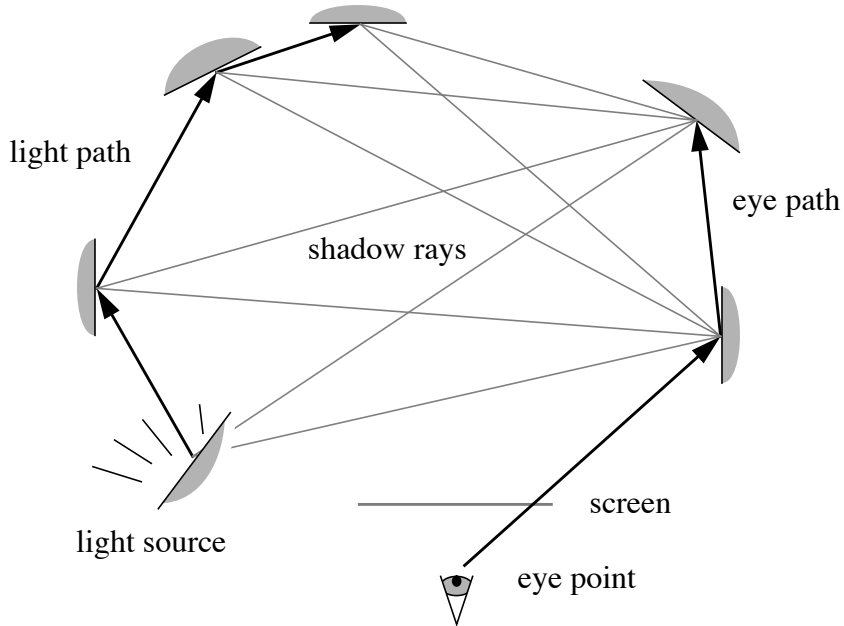 light path
eye path
shadow rays
screen
light source
eye point